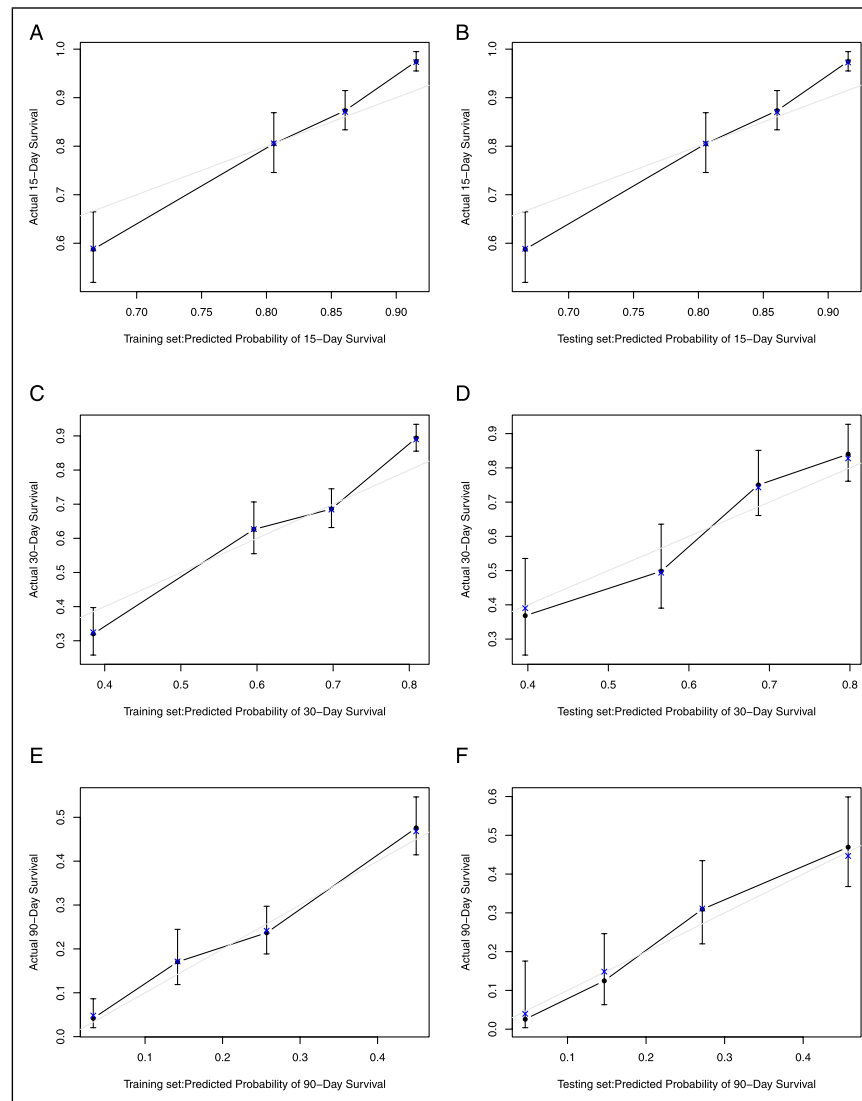 A
Actual 15−Day Survival
1.0
0.9
0.8
0.7
0.6
0.70 0.75 0.80 0.85 0.90
Training set:Predicted Probability of 15−Day Survival
B
Actual 15−Day Survival
1.0
0.9
0.8
0.7
0.6
0.70 0.75 0.80 0.85 0.90
Testing set:Predicted Probability of 15−Day Survival
C
Actual 30−Day Survival
0.9
0.8
0.7
0.6
0.5
0.4
0.3
0.4 0.5 0.6 0.7 0.8
Training set:Predicted Probability of 30−Day Survival
D
Actual 30−Day Survival
0.9
0.8
0.7
0.6
0.5
0.4
0.3
0.4 0.5 0.6 0.7 0.8
Testing set:Predicted Probability of 30−Day Survival
E
Actual 90−Day Survival
0.5
0.4
0.3
0.2
0.1
0.0
0.1 0.2 0.3 0.4
Training set:Predicted Probability of 90−Day Survival
F
Actual 90−Day Survival
0.6
0.5
0.4
0.3
0.2
0.1
0.0
0.1 0.2 0.3 0.4
Testing set:Predicted Probability of 90−Day Survival